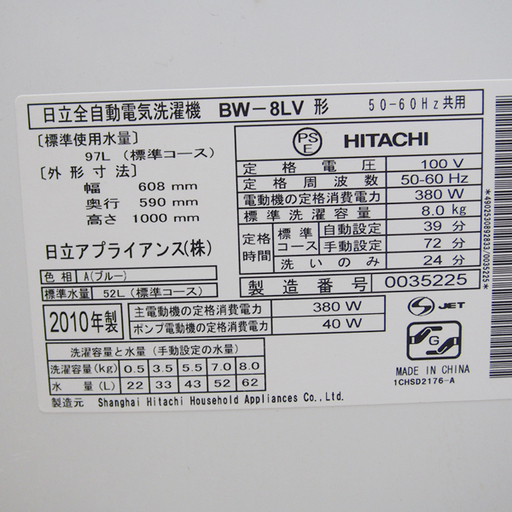 日立全自動電気洗濯機 BW-8LV 形 50-60Hz共用
〔標準使用水量〕
97L (標準コース)
〔外形寸法〕
幅 608 mm
奥行 590 mm
高さ 1000 mm
日立アプライアンス(株)
色相 A(ブルー)
標準水量 52L (標準コース)
PSE HITACHI
定格電圧 100 V
定格周波数 50-60 Hz
電動機の定格消費電力 380 W
標準洗濯容量 8.0 kg
定格時間 標準コース 自動設定 39 分
手動設定 72 分
洗いのみ 24 分
製造番号 0035225
2010年製
主電動機の定格消費電力 380 W
ポンプ電動機の定格消費電力 40 W
S JET
G
洗濯容量と水量 (手動設定の水量)
洗濯容量(kg) 0.5 3.5 5.5 7.0 8.0
水量(L) 22 33 43 52 62
MADE IN CHINA
1CHSD2176-A
製造元 Shanghai Hitachi Household Appliances Co.,Ltd.
*4902530892833/0035225*